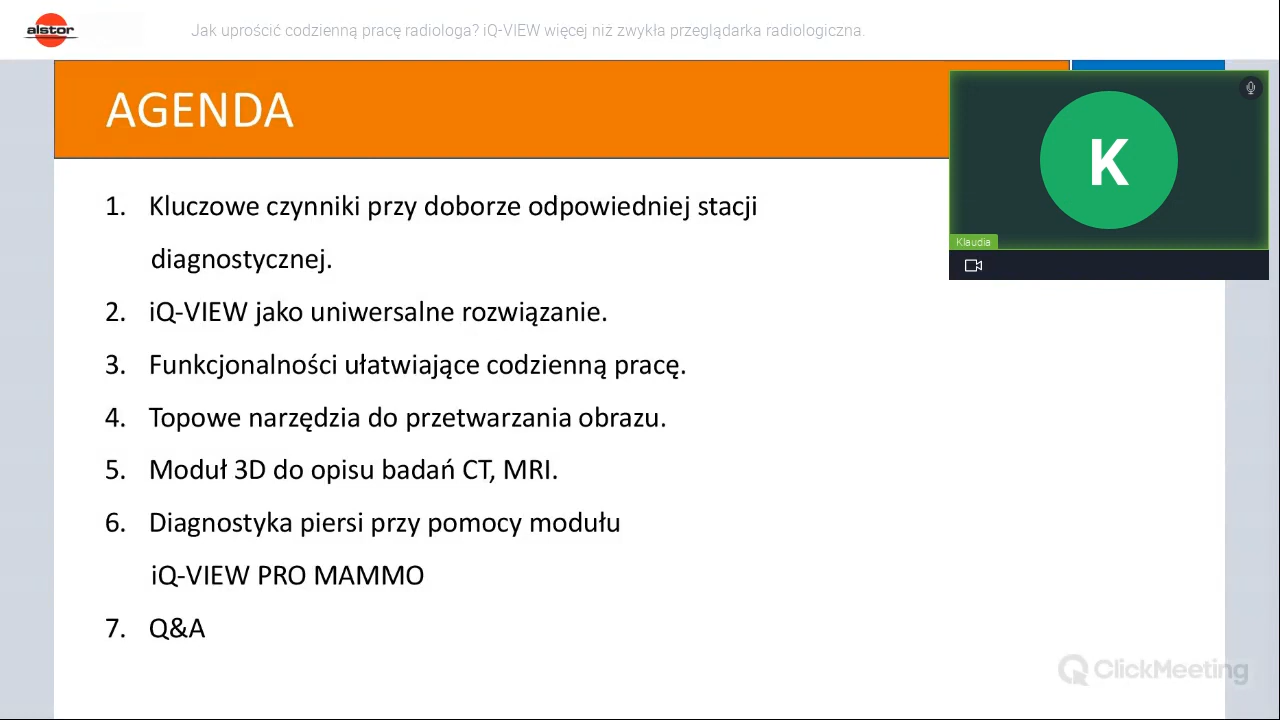 alstor
Jak uprościć codzienną pracę radiologa? iQ-VIEW więcej niż zwykła przeglądarka radiologiczna.
AGENDA
K
Klaudia
1. Kluczowe czynniki przy doborze odpowiedniej stacji
diagnostycznej.
2. iQ-VIEW jako uniwersalne rozwiązanie.
3. Funkcjonalności ułatwiające codzienną pracę.
4. Topowe narzędzia do przetwarzania obrazu.
5. Moduł 3D do opisu badań CT, MRI.
6. Diagnostyka piersi przy pomocy modułu
iQ-VIEW PRO MAMMO
7. Q&A
ClickMeeting